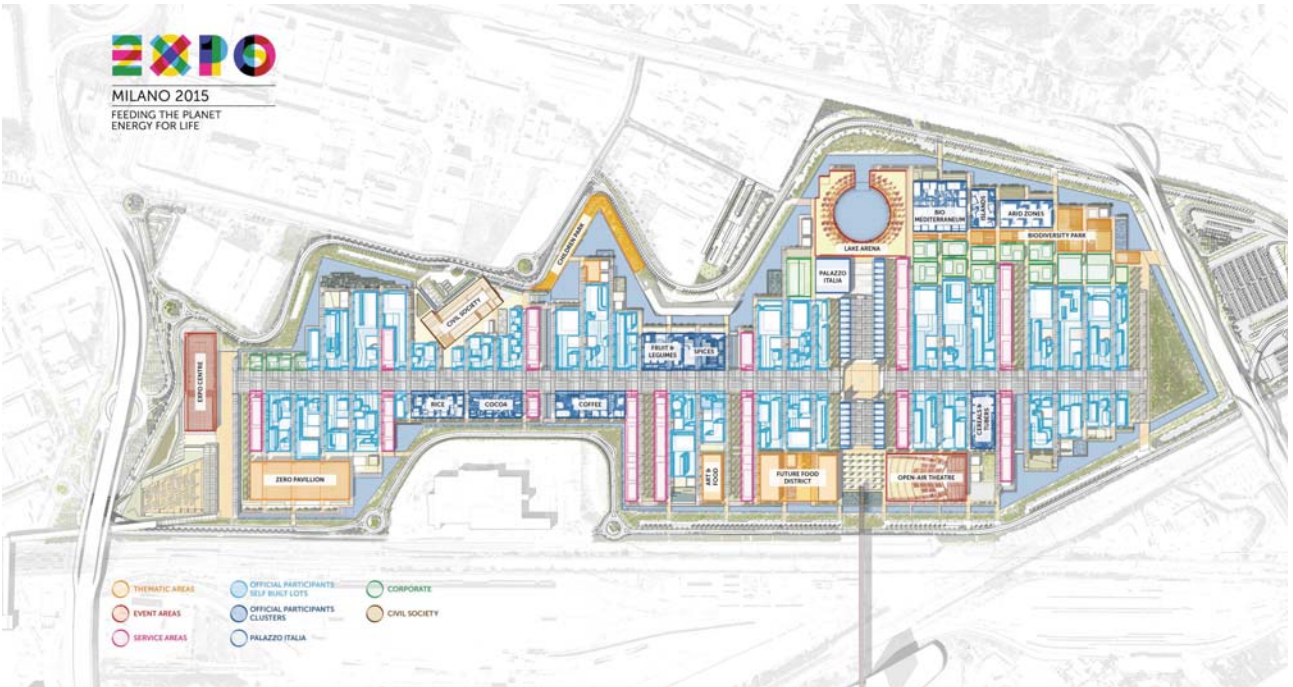 EXPO
MILANO 2015
FEEDING THE PLANET
ENERGY FOR LIFE
CHILDREN PARK
BIO
MEDITERRANEUM
ISLANDS
ARID ZONES
BIODIVERSITY PARK
LAKE ARENA
PALAZZO
ITALIA
CIVIL SOCIETY
EXPO CENTRE
FRUIT &
LEGUMES
SPICES
RICE
COCOA
COFFEE
CEREALS &
TUBERS
ZERO PAVILLION
ART &
FOOD
FUTURE FOOD
DISTRICT
OPEN-AIR THEATRE
THEMATIC AREAS
EVENT AREAS
SERVICE AREAS
OFFICIAL PARTICIPANTS
SELF BUILT LOTS
OFFICIAL PARTICIPANTS
CLUSTERS
PALAZZO ITALIA
CORPORATE
CIVIL SOCIETY